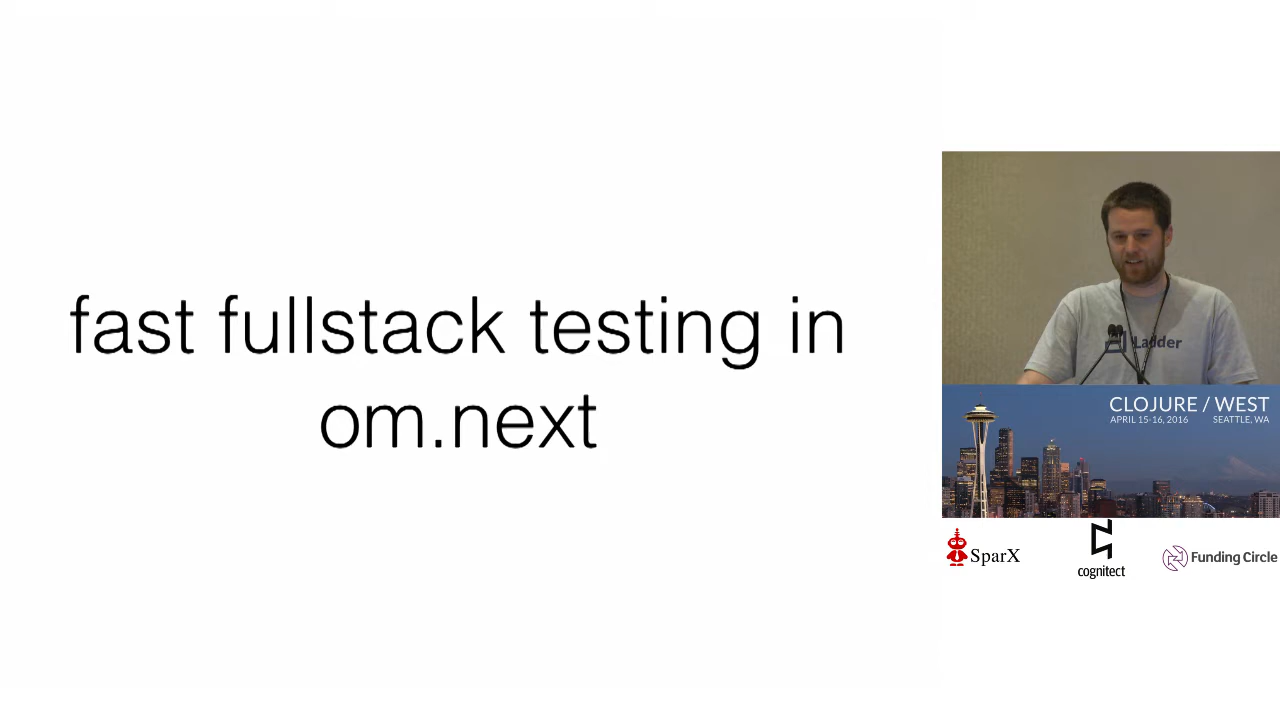 fast fullstack testing in
om.next
Ladder
CLOJURE / WEST
APRIL 15-16, 2016 SEATTLE, WA
SparX
cognitect
Funding Circle